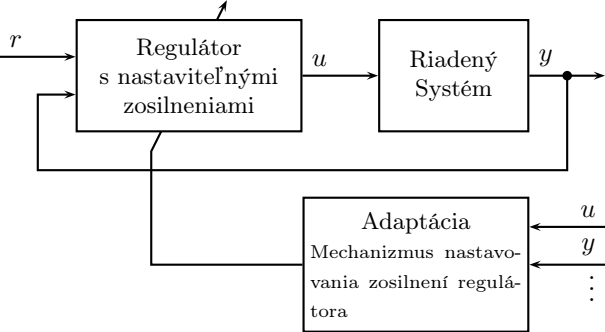 r
Regulátor
s nastaviteľnými
zosilneniami
u
Riadený
Systém
y
Adaptácia
Mechanizmus nastavo-
vania zosilnení regulá-
tora
u
y
⋮